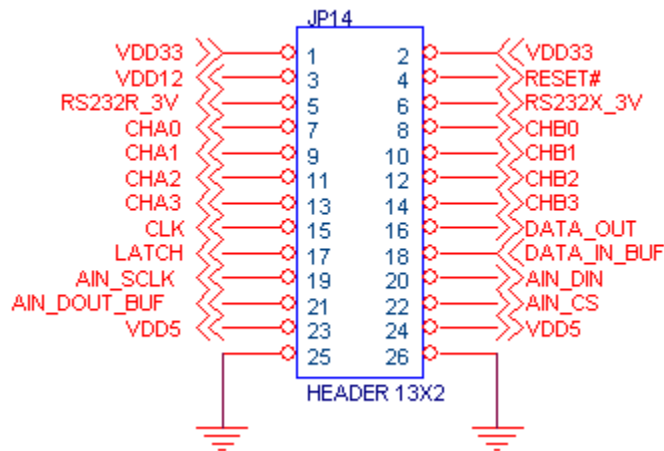 JP14
VDD33 1 2 VDD33
VDD12 3 4 RESET#
RS232R_3V 5 6 RS232X_3V
CHA0 7 8 CHB0
CHA1 9 10 CHB1
CHA2 11 12 CHB2
CHA3 13 14 CHB3
CLK 15 16 DATA_OUT
LATCH 17 18 DATA_IN_BUF
AIN_SCLK 19 20 AIN_DIN
AIN_DOUT_BUF 21 22 AIN_CS
VDD5 23 24 VDD5
25 26
HEADER 13X2